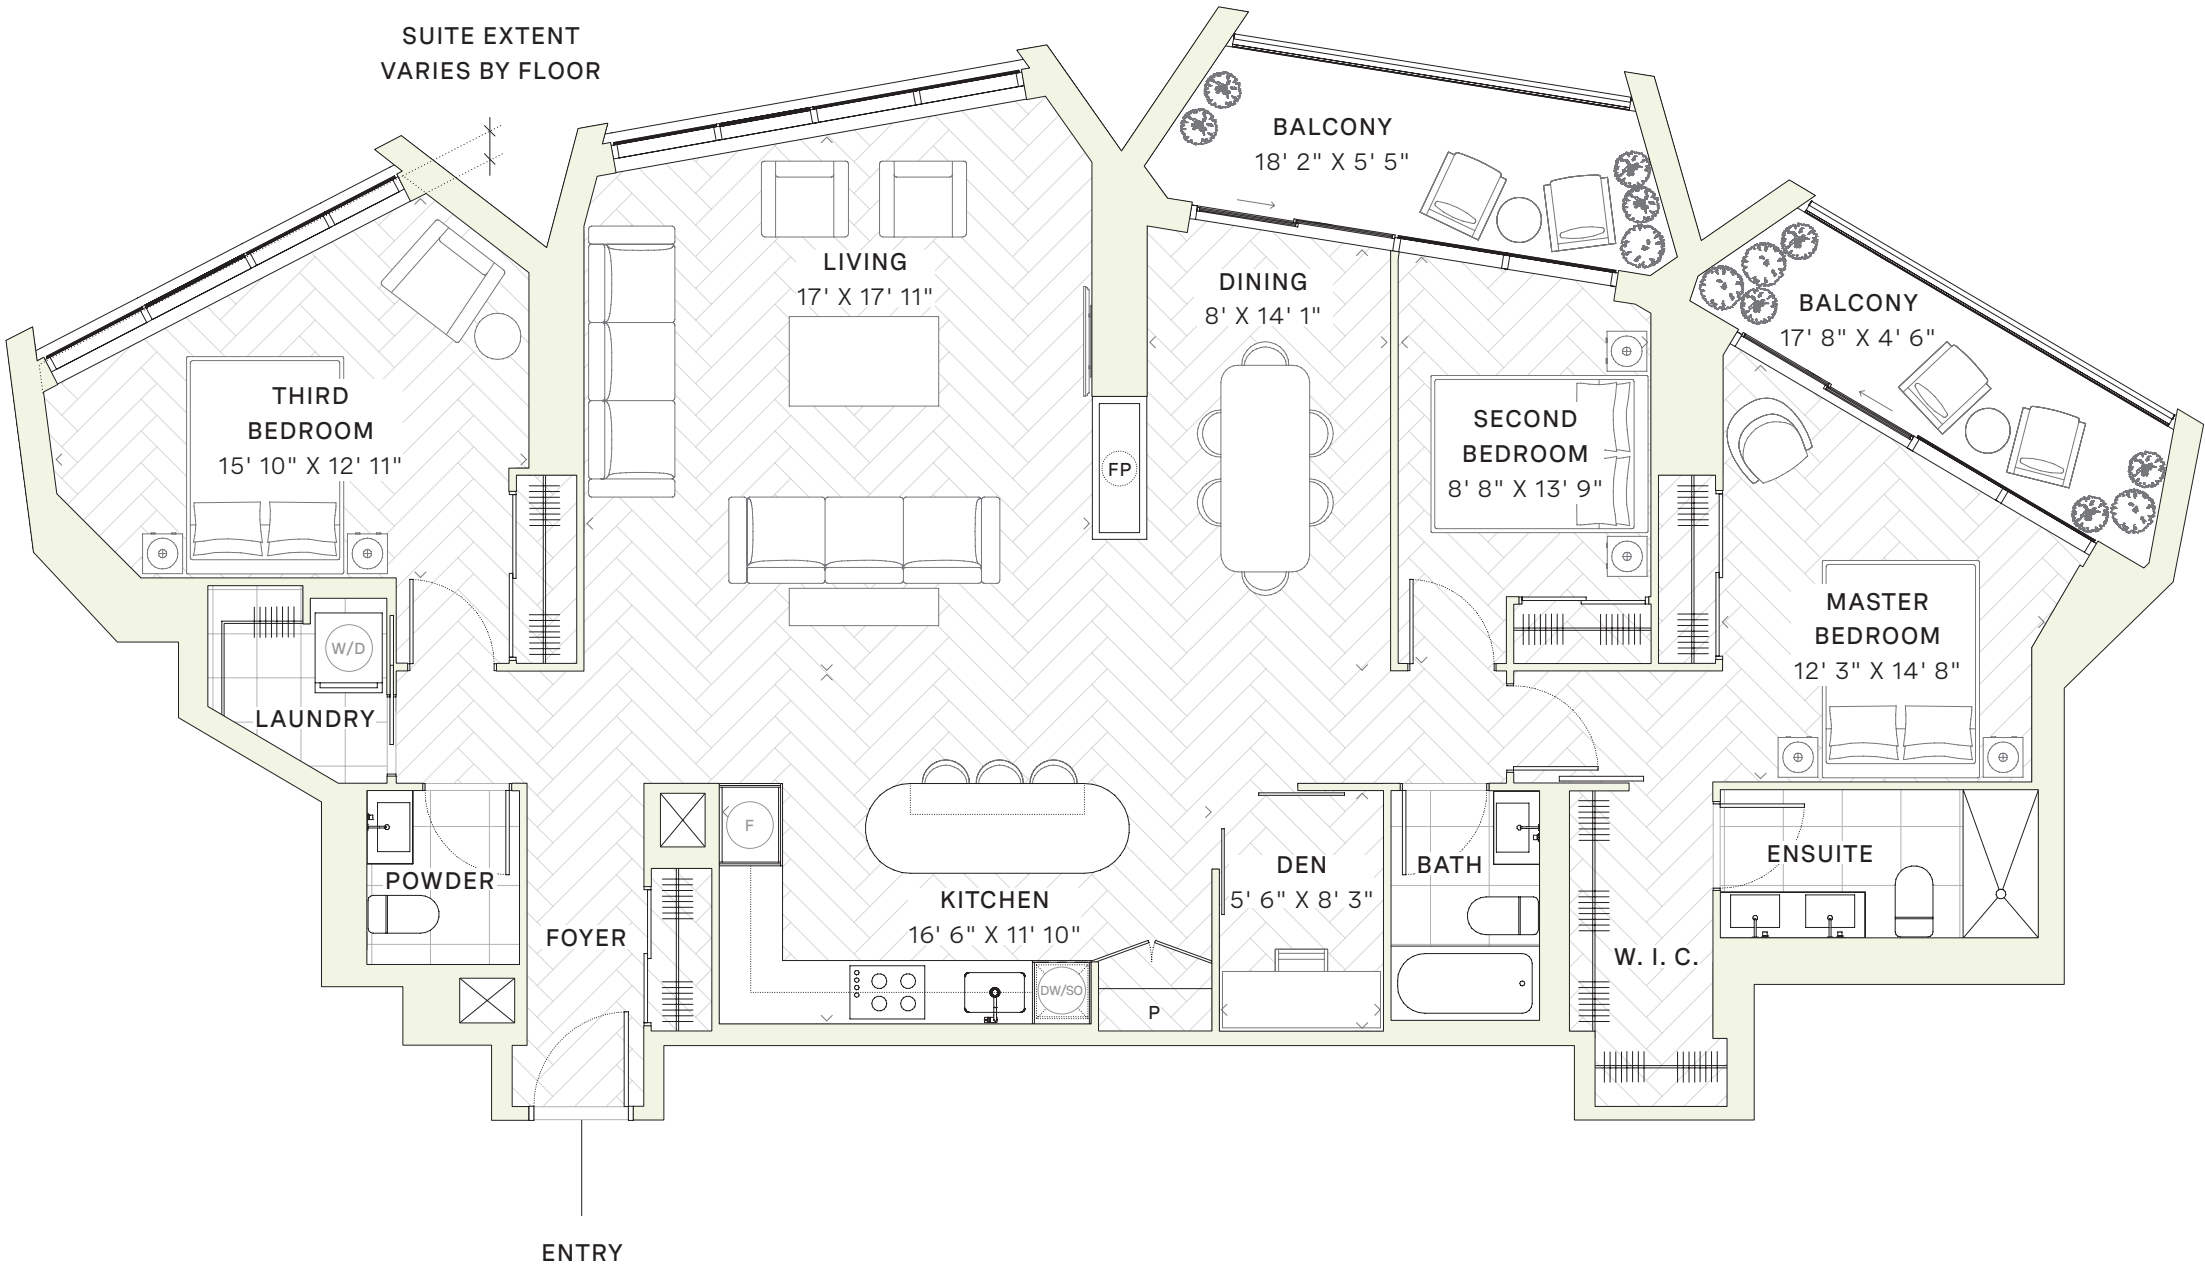 SUITE EXTENT
VARIES BY FLOOR
BALCONY
18' 2" X 5' 5"
LIVING
17' X 17' 11"
DINING
8' X 14' 1"
BALCONY
17' 8" X 4' 6"
THIRD
BEDROOM
15' 10" X 12' 11"
SECOND
BEDROOM
8' 8" X 13' 9"
FP
MASTER
BEDROOM
12' 3" X 14' 8"
W/D
LAUNDRY
F
POWDER
FOYER
KITCHEN
16' 6" X 11' 10"
DEN
5' 6" X 8' 3"
BATH
ENSUITE
W. I. C.
DW/SO
P
ENTRY